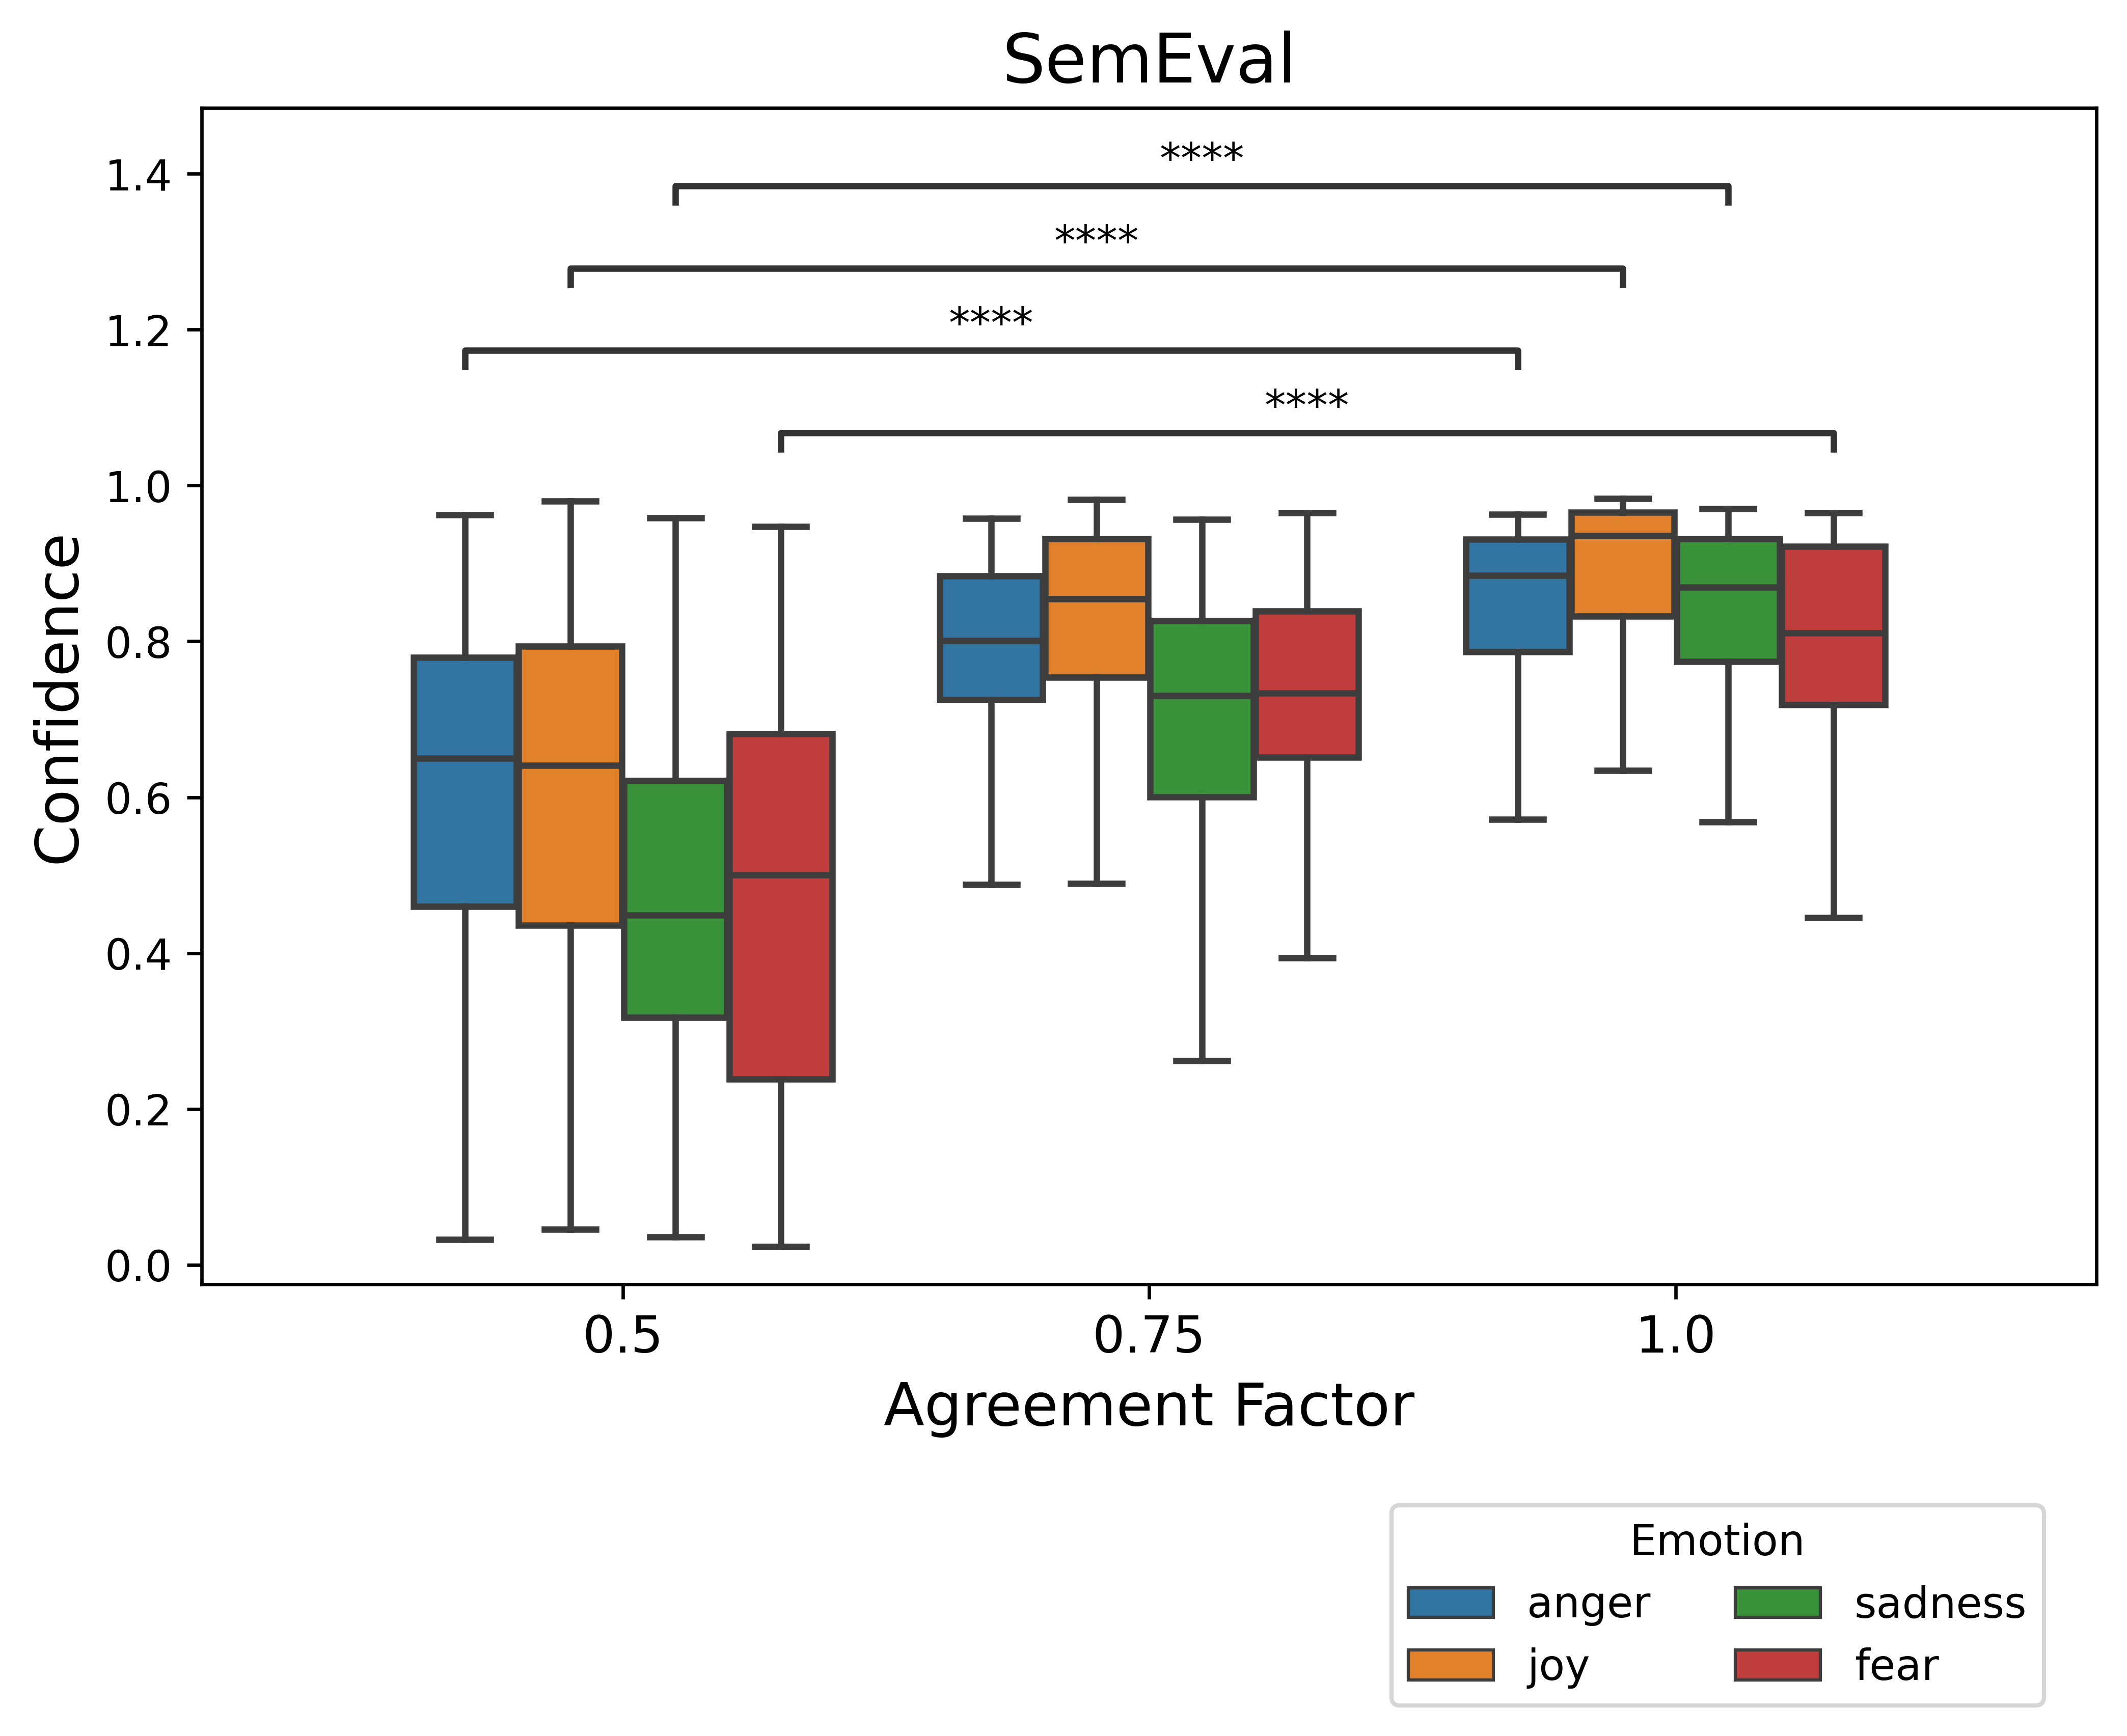 SemEval
1.4
1.2
1.0
0.8
0.6
0.4
0.2
0.0
Confidence
****
****
****
****
0.5 0.75 1.0
Agreement Factor
Emotion
anger sadness
joy fear